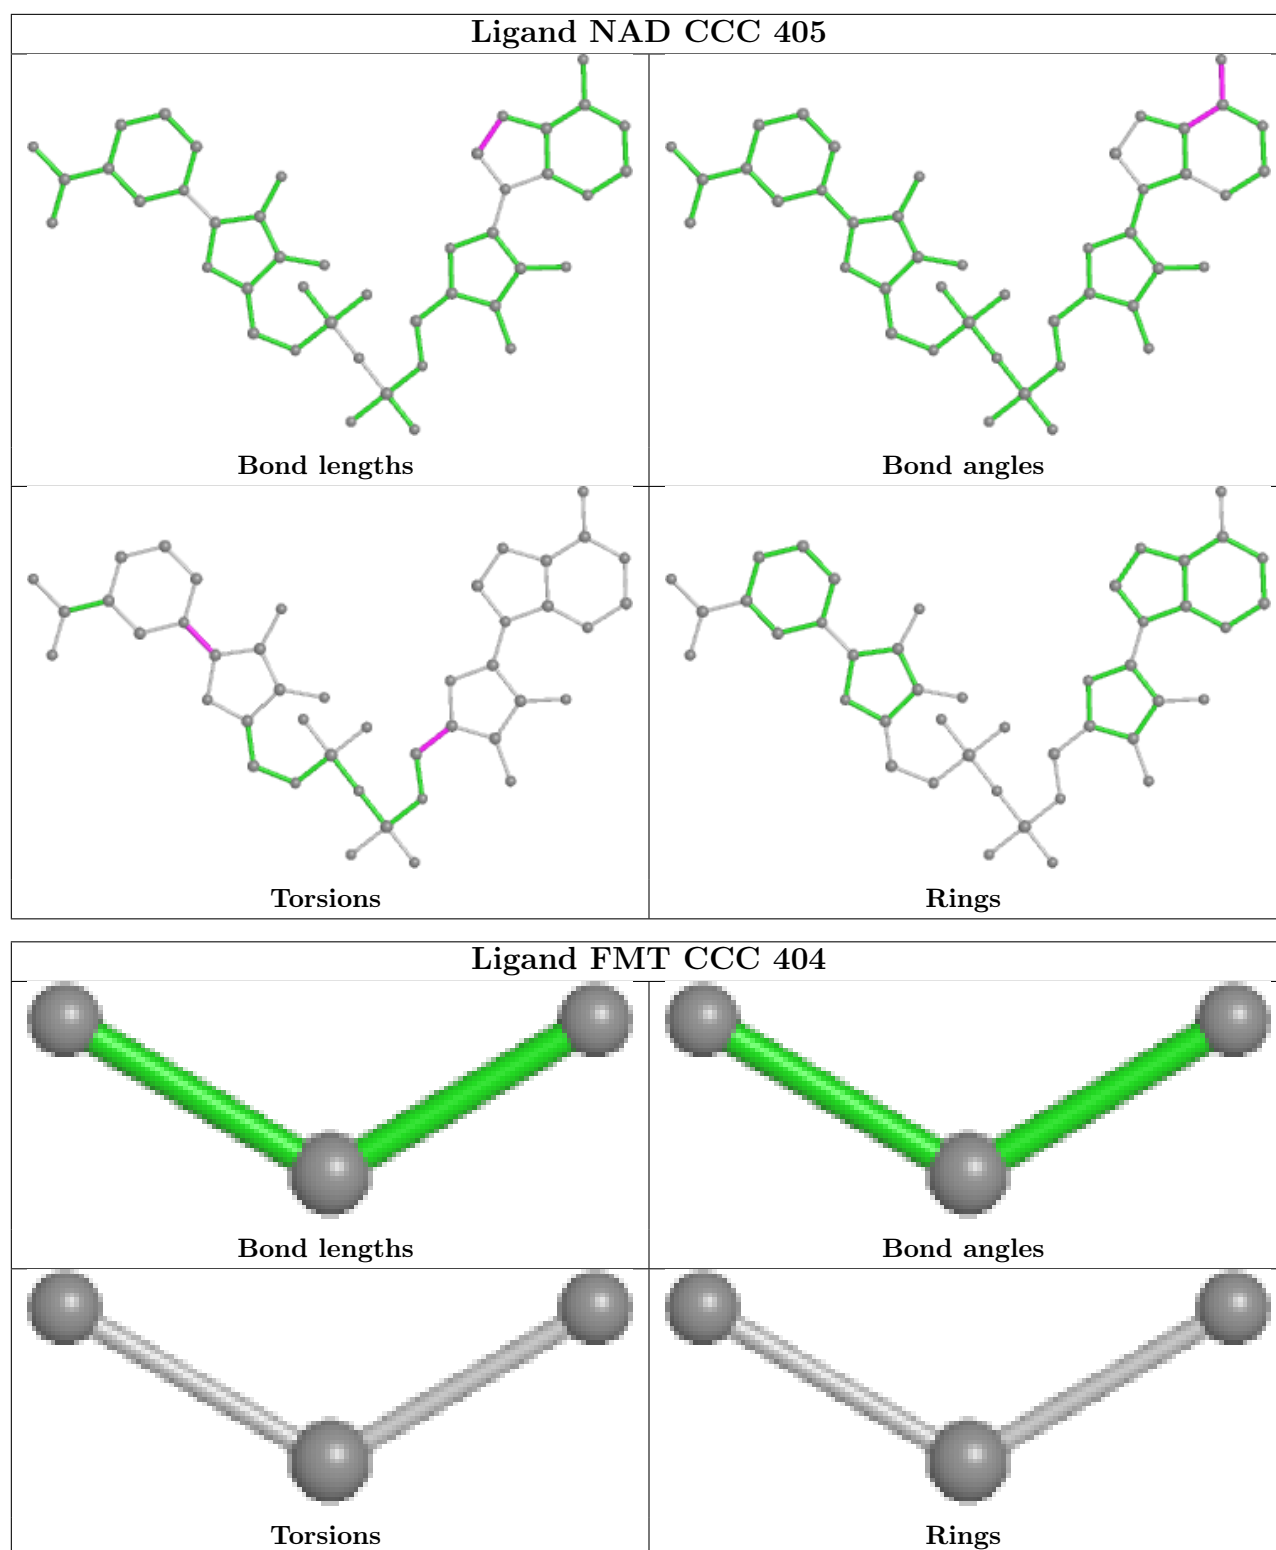 Ligand NAD CCC 405
Bond lengths
Bond angles
Torsions
Rings
Ligand FMT CCC 404
Bond lengths
Bond angles
Torsions
Rings